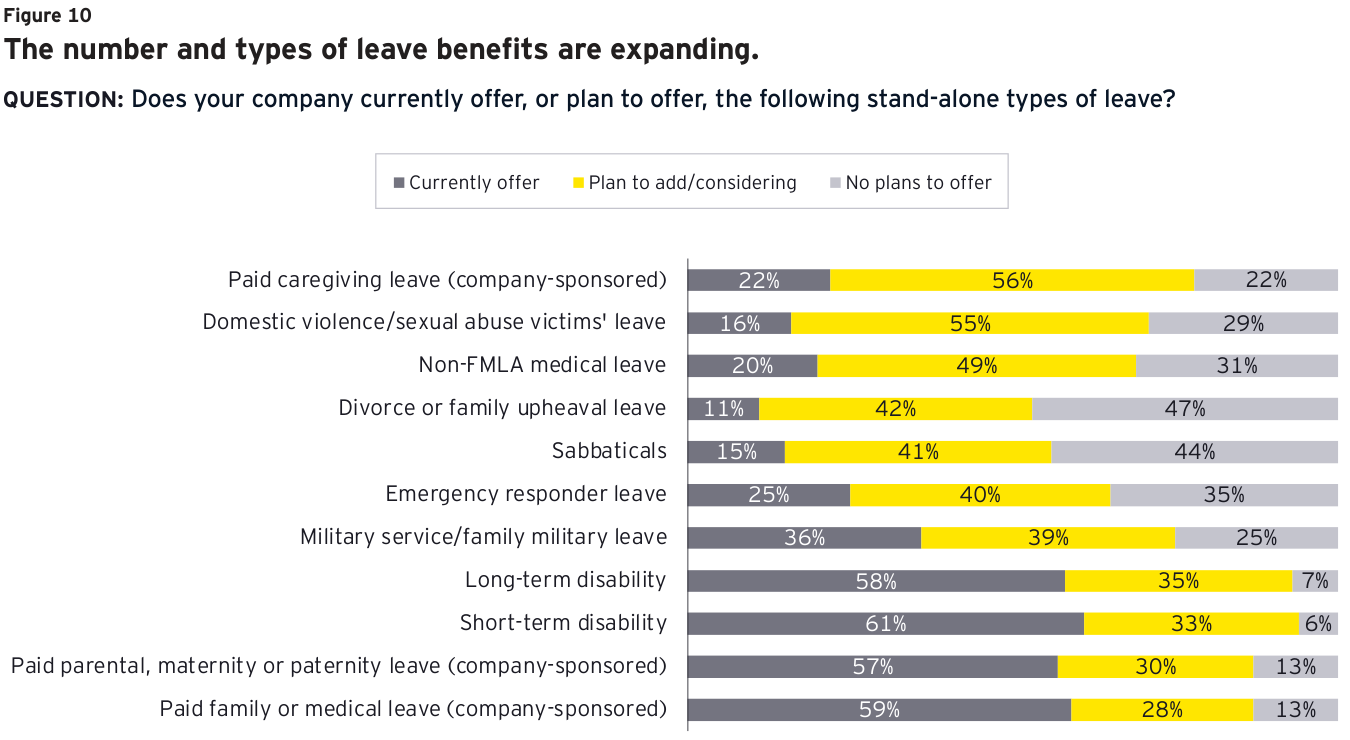 Figure 10
The number and types of leave benefits are expanding.
QUESTION: Does your company currently offer, or plan to offer, the following stand-alone types of leave?
Currently offer Plan to add/considering No plans to offer
Paid caregiving leave (company-sponsored) 22% 56% 22%
Domestic violence/sexual abuse victims' leave 16% 55% 29%
Non-FMLA medical leave 20% 49% 31%
Divorce or family upheaval leave 11% 42% 47%
Sabbaticals 15% 41% 44%
Emergency responder leave 25% 40% 35%
Military service/family military leave 36% 39% 25%
Long-term disability 58% 35% 7%
Short-term disability 61% 33% 6%
Paid parental, maternity or paternity leave (company-sponsored) 57% 30% 13%
Paid family or medical leave (company-sponsored) 59% 28% 13%